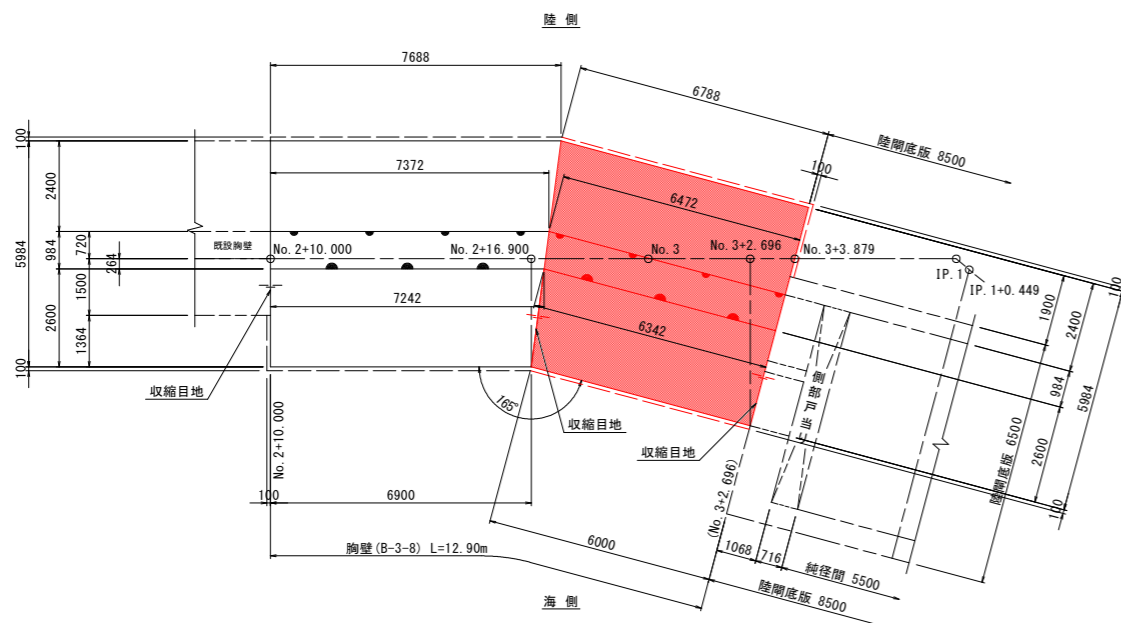 陸 側
7688
6788
陸閘底版 8500
100
7372
6472
100
2400
984
5984
2600
100
720
264
1500
1364
既設胸壁
No. 2+10.000
No. 2+16.900
No. 3
No. 3+2.696
No. 3+3.879
IP. 1
IP. 1+0.449
7242
6342
収縮目地
165°
収縮目地
収縮目地
側部戸当り
1900
2400
984
2600
5984
100
100
陸閘底版 6500
No. 2+10.000
(No. 3+2.696)
100
6900
胸壁(B-3-8) L=12.90m
6000
1068
716
純径間 5500
陸閘底版 8500
海 側